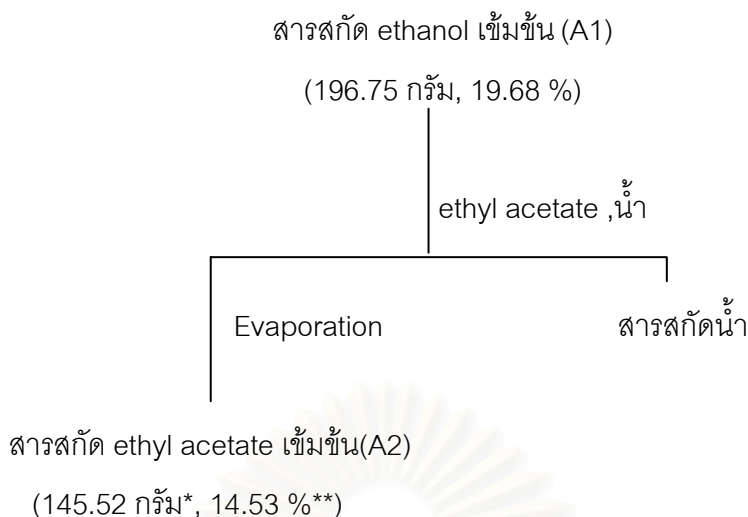 สารสกัด ethanol เข้มข้น (A1)
(196.75 กรัม, 19.68 %)
ethyl acetate ,น้ำ
Evaporation สารสกัดน้ำ
สารสกัด ethyl acetate เข้มข้น(A2)
(145.52 กรัม*, 14.53 %**)